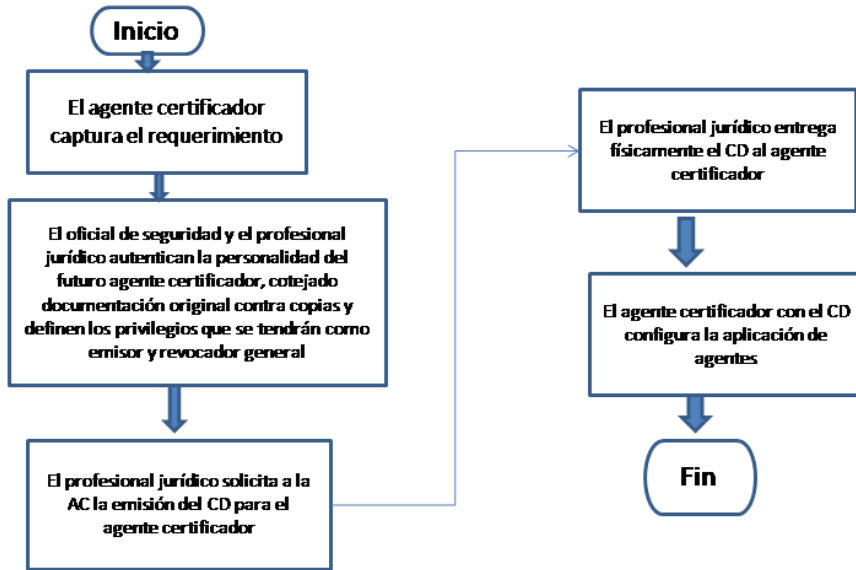 Inicio
El agente certificador
captura el requerimiento
El oficial de seguridad y el profesional
jurídico autentican la personalidad del
futuro agente certificador, cotejado
documentación original contra copias y
definen los privilegios que se tendrán como
emisor y revocador general
El profesional jurídico solicita a la
AC la emisión del CD para el
agente certificador
El profesional jurídico entrega
físicamente el CD al agente
certificador
El agente certificador con el CD
configura la aplicación de
agentes
Fin